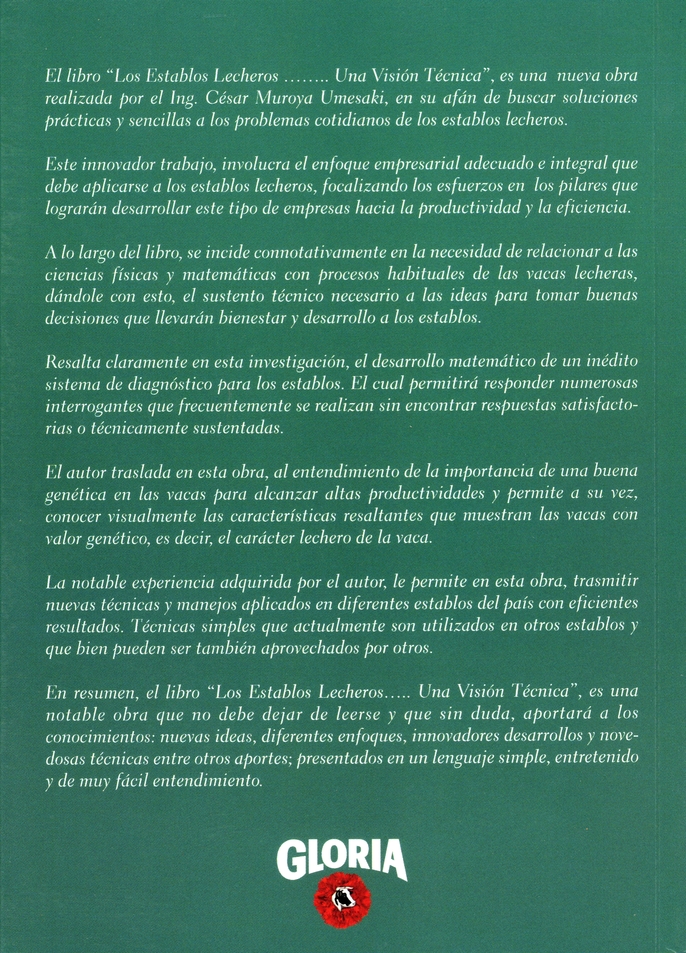 El libro “Los Establos Lecheros …….. Una Visión Técnica”, es una nueva obra
realizada por el Ing. César Muroya Umesaki, en su afán de buscar soluciones
prácticas y sencillas a los problemas cotidianos de los establos lecheros.
Este innovador trabajo, involucra el enfoque empresarial adecuado e integral que
debe aplicarse a los establos lecheros, focalizando los esfuerzos en los pilares que
lograrán desarrollar este tipo de empresas hacia la productividad y la eficiencia.
A lo largo del libro, se incide connotativamente en la necesidad de relacionar a las
ciencias físicas y matemáticas con procesos habituales de las vacas lecheras,
dándole con esto, el sustento técnico necesario a las ideas para tomar buenas
decisiones que llevarán bienestar y desarrollo a los establos.
Resalta claramente en esta investigación, el desarrollo matemático de un inédito
sistema de diagnóstico para los establos. El cual permitirá responder numerosas
interrogantes que frecuentemente se realizan sin encontrar respuestas satisfacto-
rias o técnicamente sustentadas.
El autor traslada en esta obra, al entendimiento de la importancia de una buena
genética en las vacas para alcanzar altas productividades y permite a su vez,
conocer visualmente las características resaltantes que muestran las vacas con
valor genético, es decir, el carácter lechero de la vaca.
La notable experiencia adquirida por el autor, le permite en esta obra, trasmitir
nuevas técnicas y manejos aplicados en diferentes establos del país con eficientes
resultados. Técnicas simples que actualmente son utilizados en otros establos y
que bien pueden ser también aprovechados por otros.
En resumen, el libro “Los Establos Lecheros….. Una Visión Técnica”, es una
notable obra que no debe dejar de leerse y que sin duda, aportará a los
conocimientos: nuevas ideas, diferentes enfoques, innovadores desarrollos y nove-
dosas técnicas entre otros aportes; presentados en un lenguaje simple, entretenido
y de muy fácil entendimiento.
GLORIA